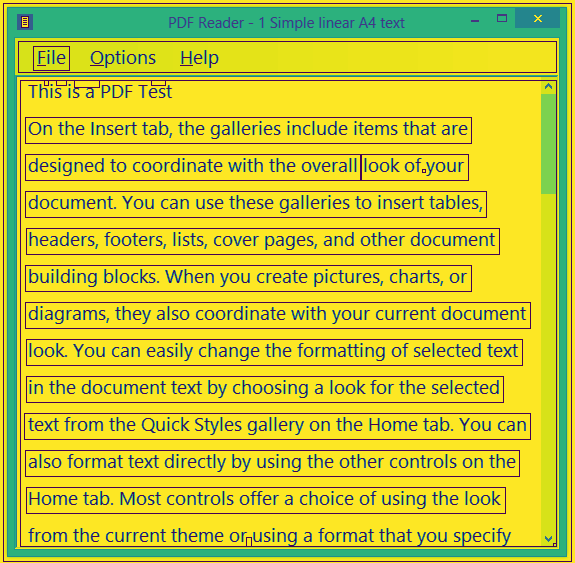 PDF Reader - 1 Simple linear A4 text
File Options Help
This is a PDF Test
On the Insert tab, the galleries include items that are
designed to coordinate with the overall look of your
document. You can use these galleries to insert tables,
headers, footers, lists, cover pages, and other document
building blocks. When you create pictures, charts, or
diagrams, they also coordinate with your current document
look. You can easily change the formatting of selected text
in the document text by choosing a look for the selected
text from the Quick Styles gallery on the Home tab. You can
also format text directly by using the other controls on the
Home tab. Most controls offer a choice of using the look
from the current theme or using a format that you specify